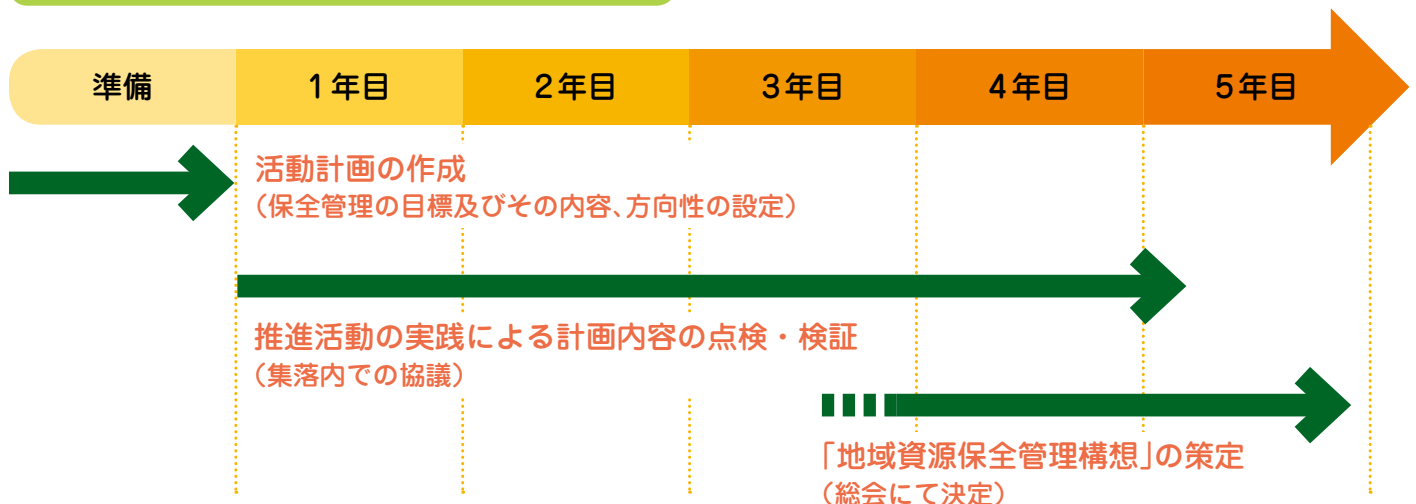 準備 1年目 2年目 3年目 4年目 5年目
活動計画の作成
（保全管理の目標及びその内容、方向性の設定）
推進活動の実践による計画内容の点検・検証
（集落内での協議）
「地域資源保全管理構想」の策定
（総会にて決定）